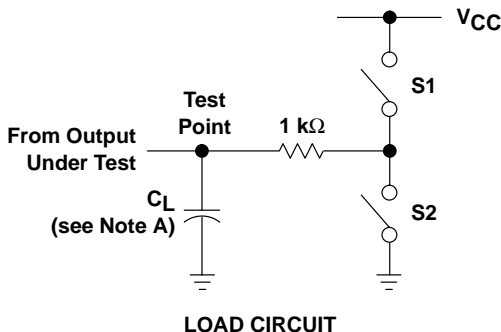 VCC
S1
Test
Point
1 kΩ
From Output
Under Test
CL
(see Note A)
S2
LOAD CIRCUIT